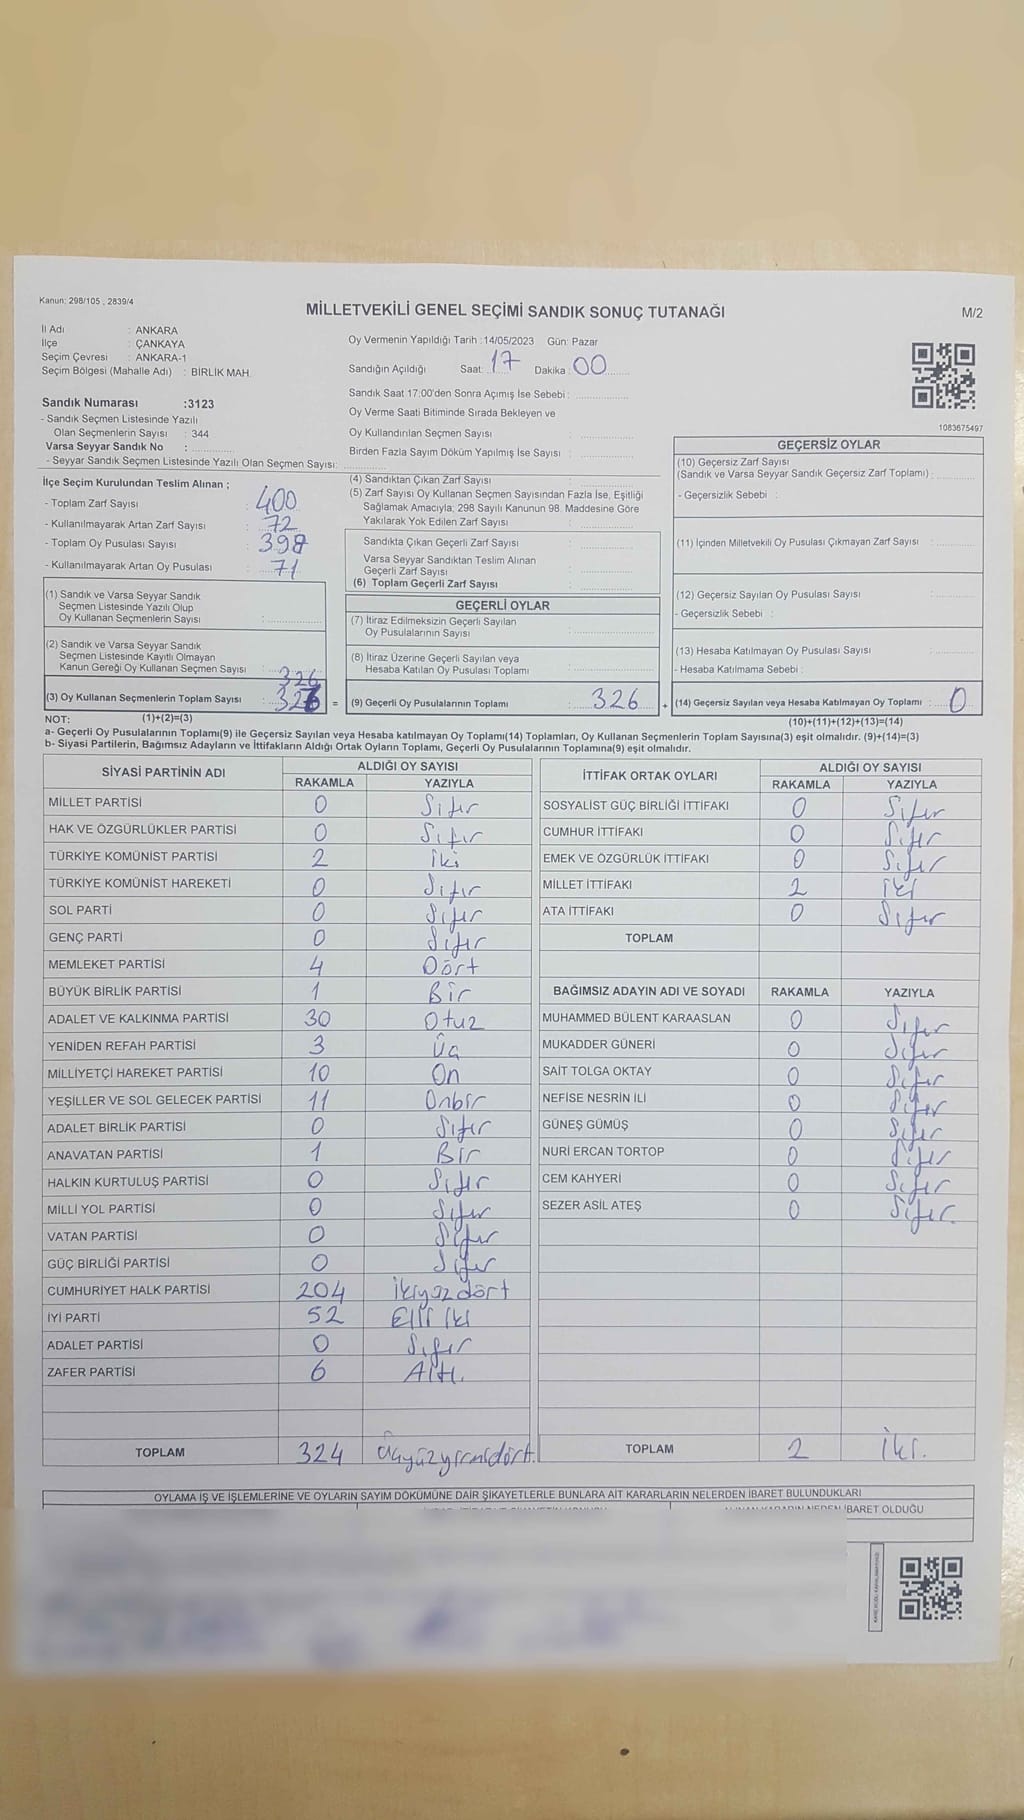 Kanun: 298/105 , 2839/4
MİLLETVEKİLİ GENEL SEÇİMİ SANDIK SONUÇ TUTANAĞI
M/2
İl Adı : ANKARA
İlçe : ÇANKAYA
Seçim Çevresi : ANKARA-1
Seçim Bölgesi (Mahalle Adı) : BİRLİK MAH.
Sandık Numarası :3123
- Sandık Seçmen Listesinde Yazılı
Olan Seçmenlerin Sayısı : 344
Varsa Seyyar Sandık No :
- Seyyar Sandık Seçmen Listesinde Yazılı Olan Seçmen Sayısı:
Oy Vermenin Yapıldığı Tarih :14/05/2023 Gün: Pazar
Sandığın Açıldığı Saat: 17 Dakika : 00
Sandık Saat 17:00'den Sonra Açımış İse Sebebi :
Oy Verme Saati Bitiminde Sırada Bekleyen ve
Oy Kullandırılan Seçmen Sayısı :
Birden Fazla Sayım Döküm Yapılmış İse Sayısı :
1083675497
İlçe Seçim Kurulundan Teslim Alınan ;
- Toplam Zarf Sayısı : 400
- Kullanılmayarak Artan Zarf Sayısı : 72
- Toplam Oy Pusulası Sayısı : 398
- Kullanılmayarak Artan Oy Pusulası : 71
(1) Sandık ve Varsa Seyyar Sandık
Seçmen Listesinde Yazılı Olup
Oy Kullanan Seçmenlerin Sayısı :
(2) Sandık ve Varsa Seyyar Sandık
Seçmen Listesinde Kayıtlı Olmayan
Kanun Gereği Oy Kullanan Seçmen Sayısı :
326
(3) Oy Kullanan Seçmenlerin Toplam Sayısı : 326 =
(1)+(2)=(3)
(4) Sandıktan Çıkan Zarf Sayısı :
(5) Zarf Sayısı Oy Kullanan Seçmen Sayısından Fazla İse, Eşitliği
Sağlamak Amacıyla; 298 Sayılı Kanunun 98. Maddesine Göre
Yakılarak Yok Edilen Zarf Sayısı :
Sandıkta Çıkan Geçerli Zarf Sayısı :
Varsa Seyyar Sandıktan Teslim Alınan
Geçerli Zarf Sayısı :
(6) Toplam Geçerli Zarf Sayısı :
GEÇERLİ OYLAR
(7) İtiraz Edilmeksizin Geçerli Sayılan
Oy Pusulalarının Sayısı :
(8) İtiraz Üzerine Geçerli Sayılan veya
Hesaba Katılan Oy Pusulası Toplamı :
(9) Geçerli Oy Pusulalarının Toplamı : 326 +
GEÇERSİZ OYLAR
(10) Geçersiz Zarf Sayısı
(Sandık ve Varsa Seyyar Sandık Geçersiz Zarf Toplamı) :
- Geçersizlik Sebebi :
(11) İçinden Milletvekili Oy Pusulası Çıkmayan Zarf Sayısı :
(12) Geçersiz Sayılan Oy Pusulası Sayısı :
- Geçersizlik Sebebi :
(13) Hesaba Katılmayan Oy Pusulası Sayısı :
- Hesaba Katılmama Sebebi :
(14) Geçersiz Sayılan veya Hesaba Katılmayan Oy Toplamı : 0
(10)+(11)+(12)+(13)=(14)
NOT:
a- Geçerli Oy Pusulalarının Toplamı(9) ile Geçersiz Sayılan veya Hesaba katılmayan Oy Toplamı(14) Toplamları, Oy Kullanan Seçmenlerin Toplam Sayısına(3) eşit olmalıdır. (9)+(14)=(3)
b- Siyasi Partilerin, Bağımsız Adayların ve İttifakların Aldığı Ortak Oyların Toplamı, Geçerli Oy Pusulalarının Toplamına(9) eşit olmalıdır.
SİYASİ PARTİNİN ADI ALDIĞI OY SAYISI
RAKAMLA YAZIYLA
MİLLET PARTİSİ 0 Sıfır
HAK VE ÖZGÜRLÜKLER PARTİSİ 0 Sıfır
TÜRKİYE KOMÜNİST PARTİSİ 2 iki
TÜRKİYE KOMÜNİST HAREKETİ 0 Sıfır
SOL PARTİ 0 Sıfır
GENÇ PARTİ 0 Sıfır
MEMLEKET PARTİSİ 4 Dört
BÜYÜK BİRLİK PARTİSİ 1 Bir
ADALET VE KALKINMA PARTİSİ 30 Otuz
YENİDEN REFAH PARTİSİ 3 Üç
MİLLİYETÇİ HAREKET PARTİSİ 10 On
YEŞİLLER VE SOL GELECEK PARTİSİ 11 Onbir
ADALET BİRLİK PARTİSİ 0 Sıfır
ANAVATAN PARTİSİ 1 Bir
HALKIN KURTULUŞ PARTİSİ 0 Sıfır
MİLLİ YOL PARTİSİ 0 Sıfır
VATAN PARTİSİ 0 Sıfır
GÜÇ BİRLİĞİ PARTİSİ 0 Sıfır
CUMHURİYET HALK PARTİSİ 204 İkiyüzdört
İYİ PARTİ 52 Elli iki
ADALET PARTİSİ 0 Sıfır
ZAFER PARTİSİ 6 Altı.
TOPLAM 324 Üçyüzyirmidört.
İTTİFAK ORTAK OYLARI ALDIĞI OY SAYISI
RAKAMLA YAZIYLA
SOSYALİST GÜÇ BİRLİĞİ İTTİFAKI 0 Sıfır
CUMHUR İTTİFAKI 0 Sıfır
EMEK VE ÖZGÜRLÜK İTTİFAKI 0 Sıfır
MİLLET İTTİFAKI 2 iki
ATA İTTİFAKI 0 Sıfır
TOPLAM
BAĞIMSIZ ADAYIN ADI VE SOYADI RAKAMLA YAZIYLA
MUHAMMED BÜLENT KARAASLAN 0 Sıfır
MUKADDER GÜNERİ 0 Sıfır
SAİT TOLGA OKTAY 0 Sıfır
NEFİSE NESRİN İLİ 0 Sıfır
GÜNEŞ GÜMÜŞ 0 Sıfır
NURİ ERCAN TORTOP 0 Sıfır
CEM KAHYERİ 0 Sıfır
SEZER ASİL ATEŞ 0 Sıfır.
TOPLAM 2 İki.
OYLAMA İŞ VE İŞLEMLERİNE VE OYLARIN SAYIM DÖKÜMÜNE DAİR ŞİKAYETLERLE BUNLARA AİT KARARLARIN NELERDEN İBARET BULUNDUKLARI
İBARET OLDUĞU